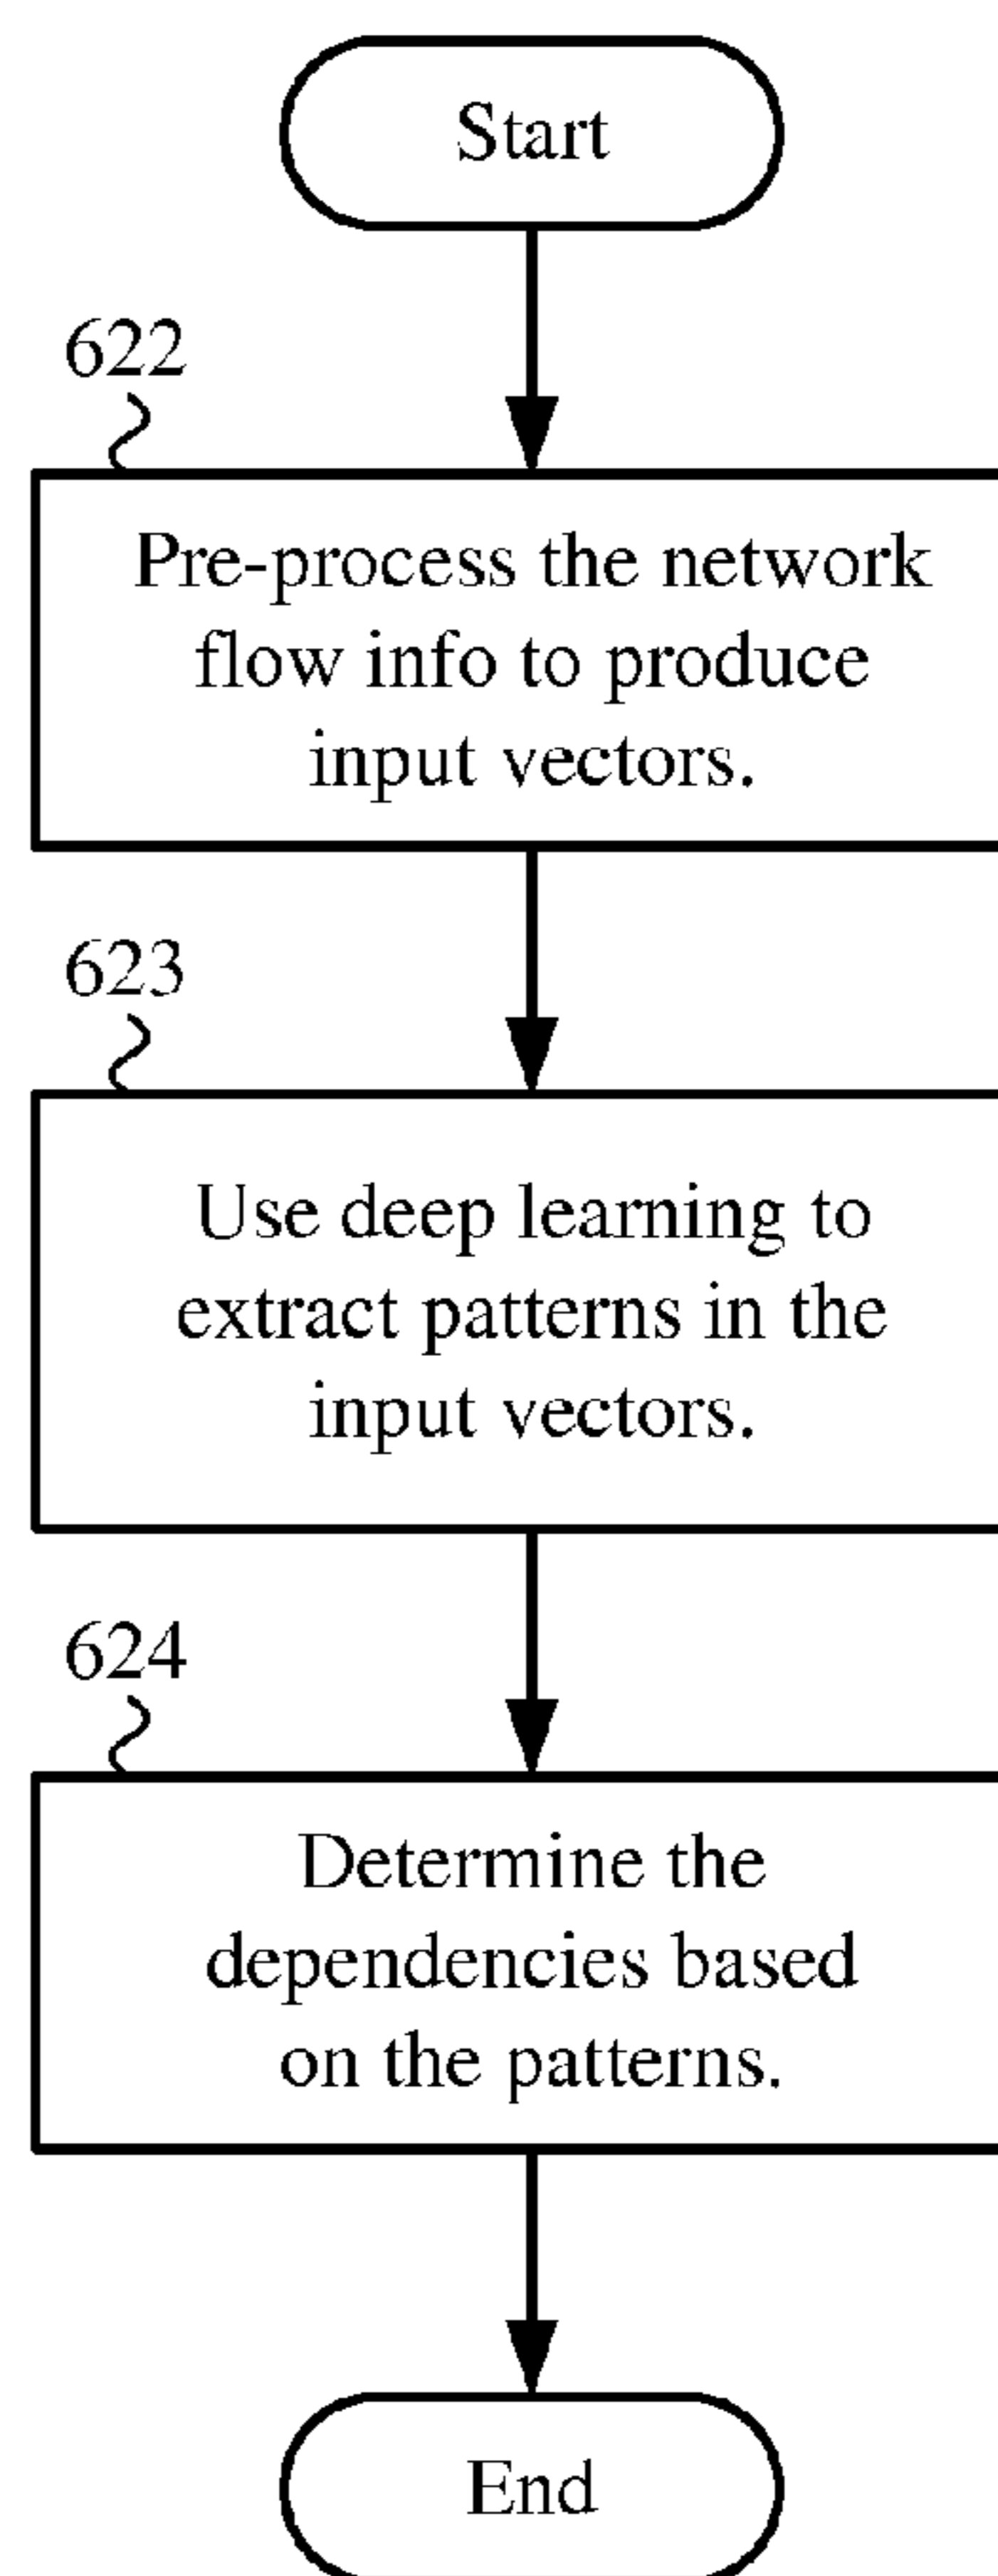 Start
622
Pre-process the network
flow info to produce
input vectors.
623
Use deep learning to
extract patterns in the
input vectors.
624
Determine the
dependencies based
on the patterns.
End